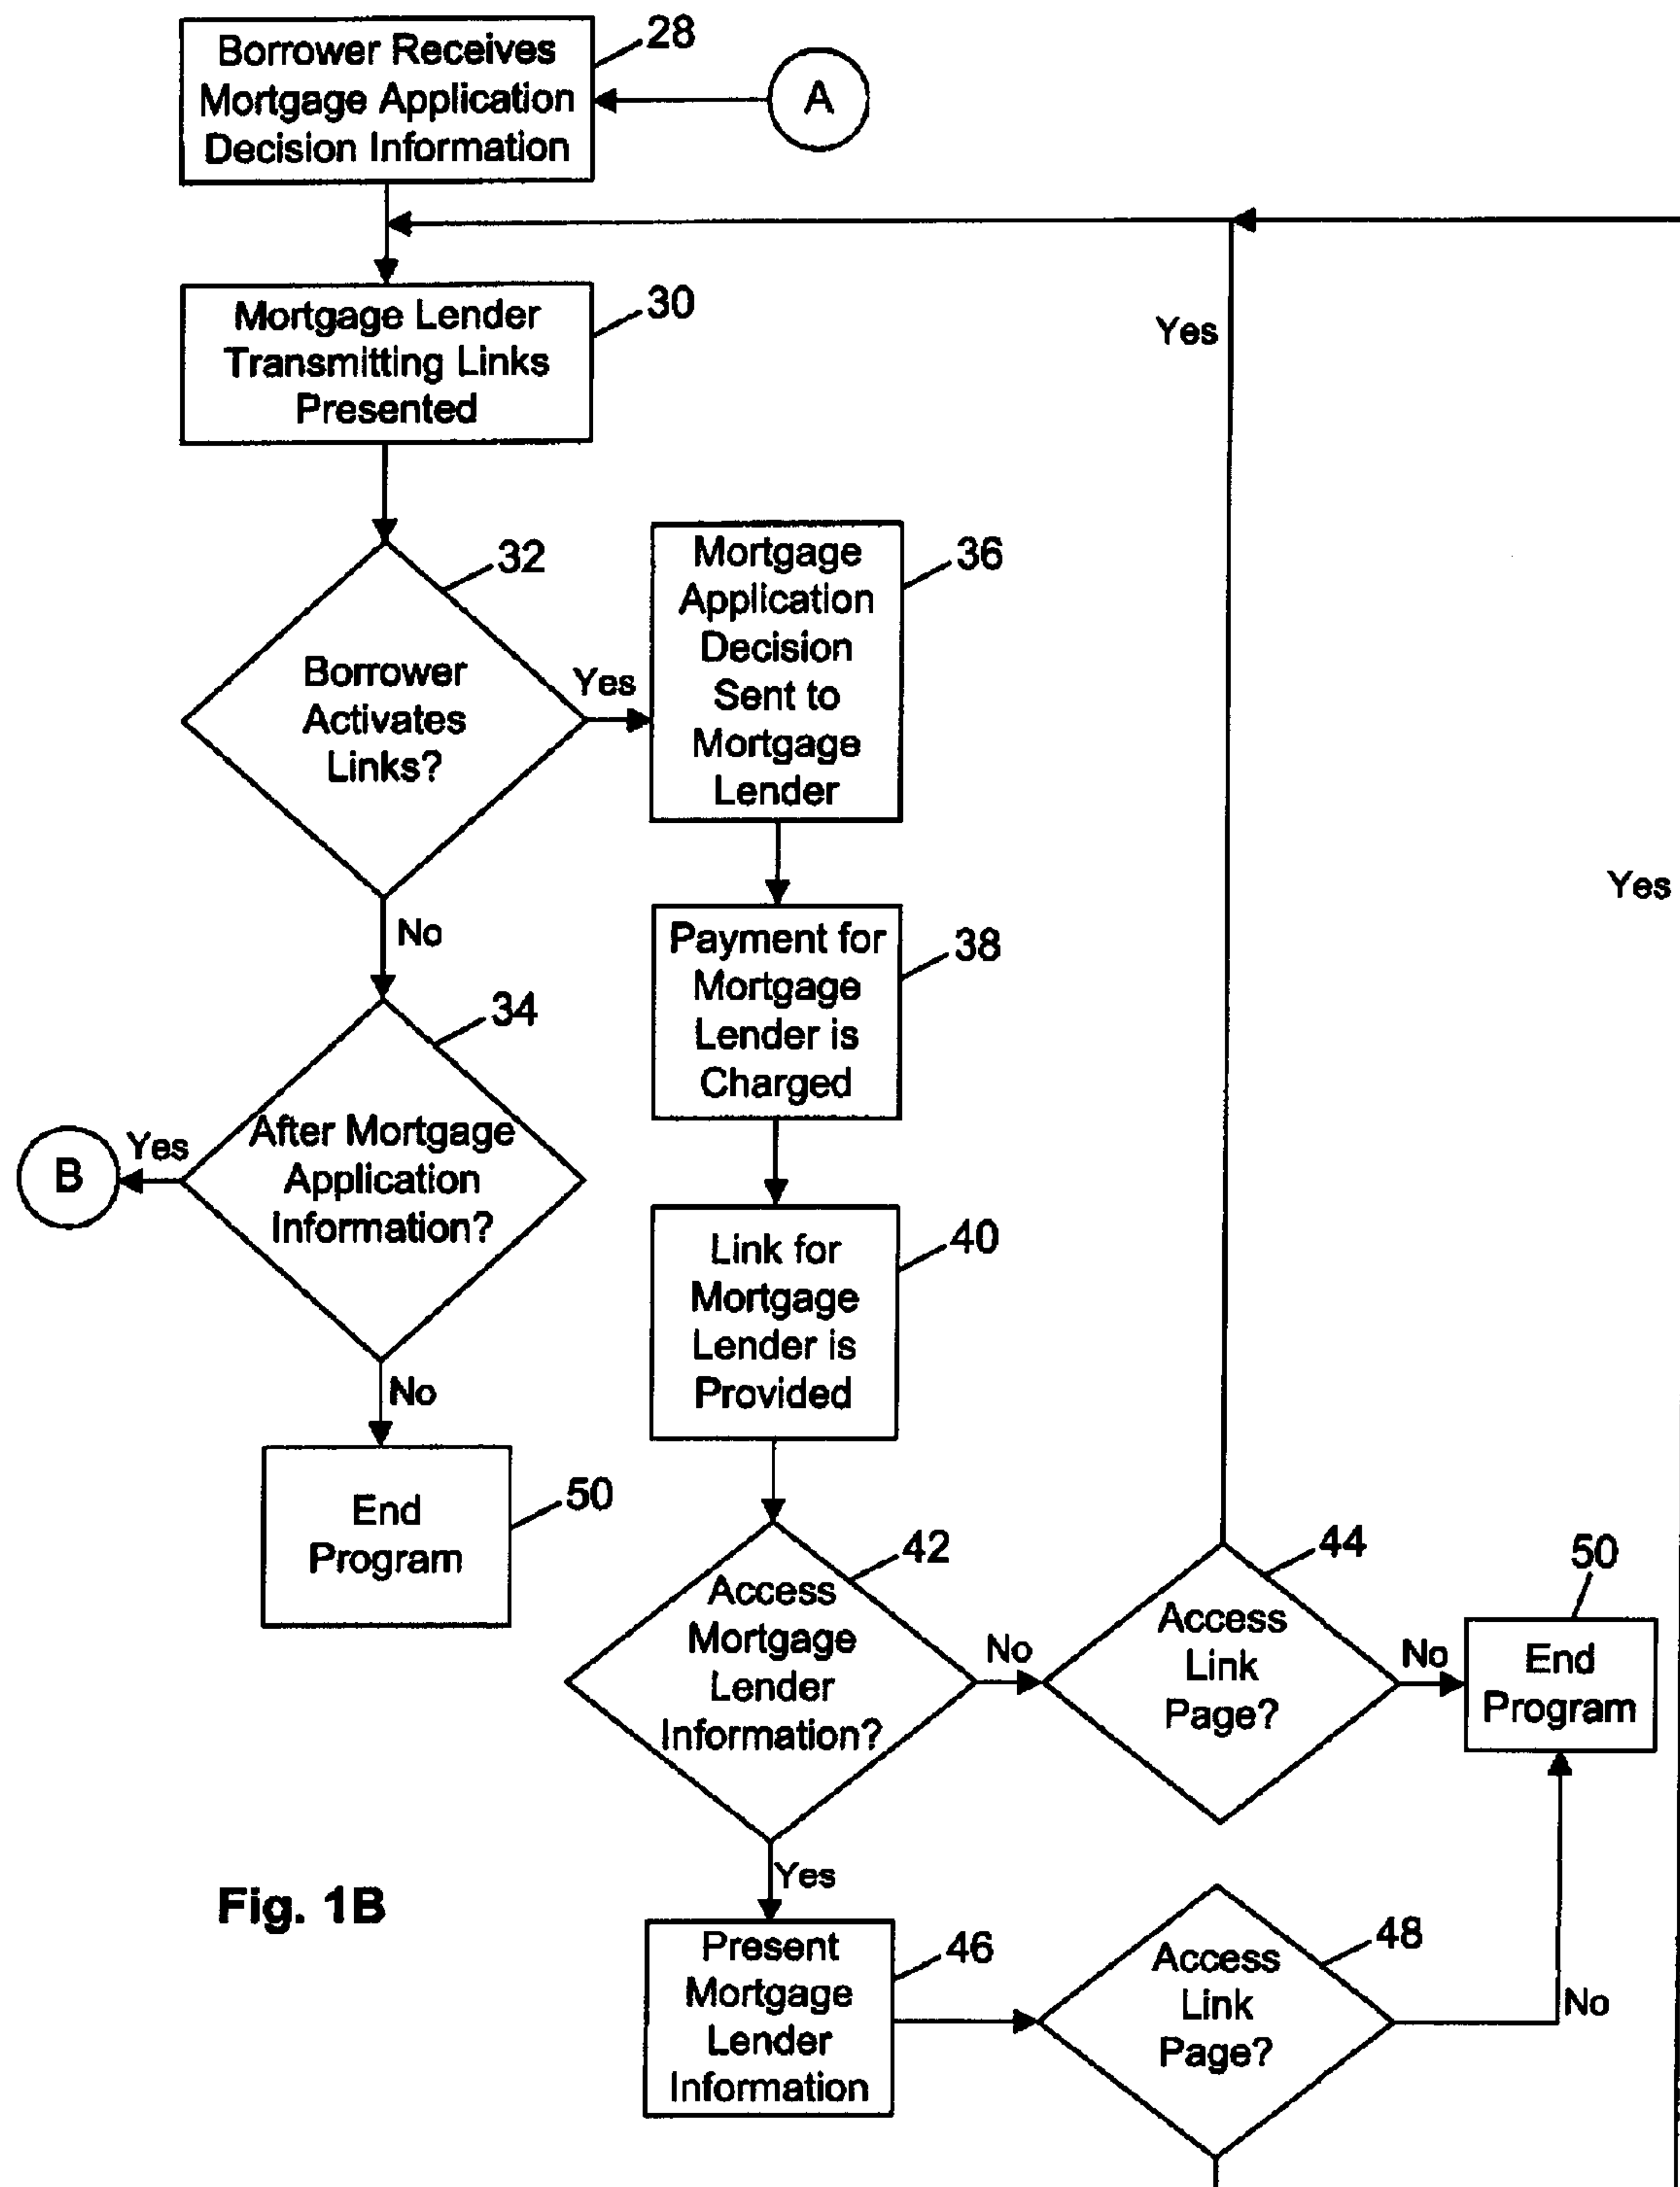 Borrower Receives
Mortgage Application
Decision Information
28
A
Mortgage Lender
Transmitting Links
Presented
30
Yes
Borrower
Activates
Links?
32
Yes
Mortgage
Application
Decision
Sent to
Mortgage
Lender
36
No
Payment for
Mortgage
Lender is
Charged
38
Yes
After Mortgage
Application
Information?
34
Yes
B
No
Link for
Mortgage
Lender is
Provided
40
End
Program
50
Access
Mortgage
Lender
Information?
42
No
Access
Link
Page?
44
No
End
Program
50
Yes
Present
Mortgage
Lender
Information
46
Access
Link
Page?
48
No
Fig. 1B